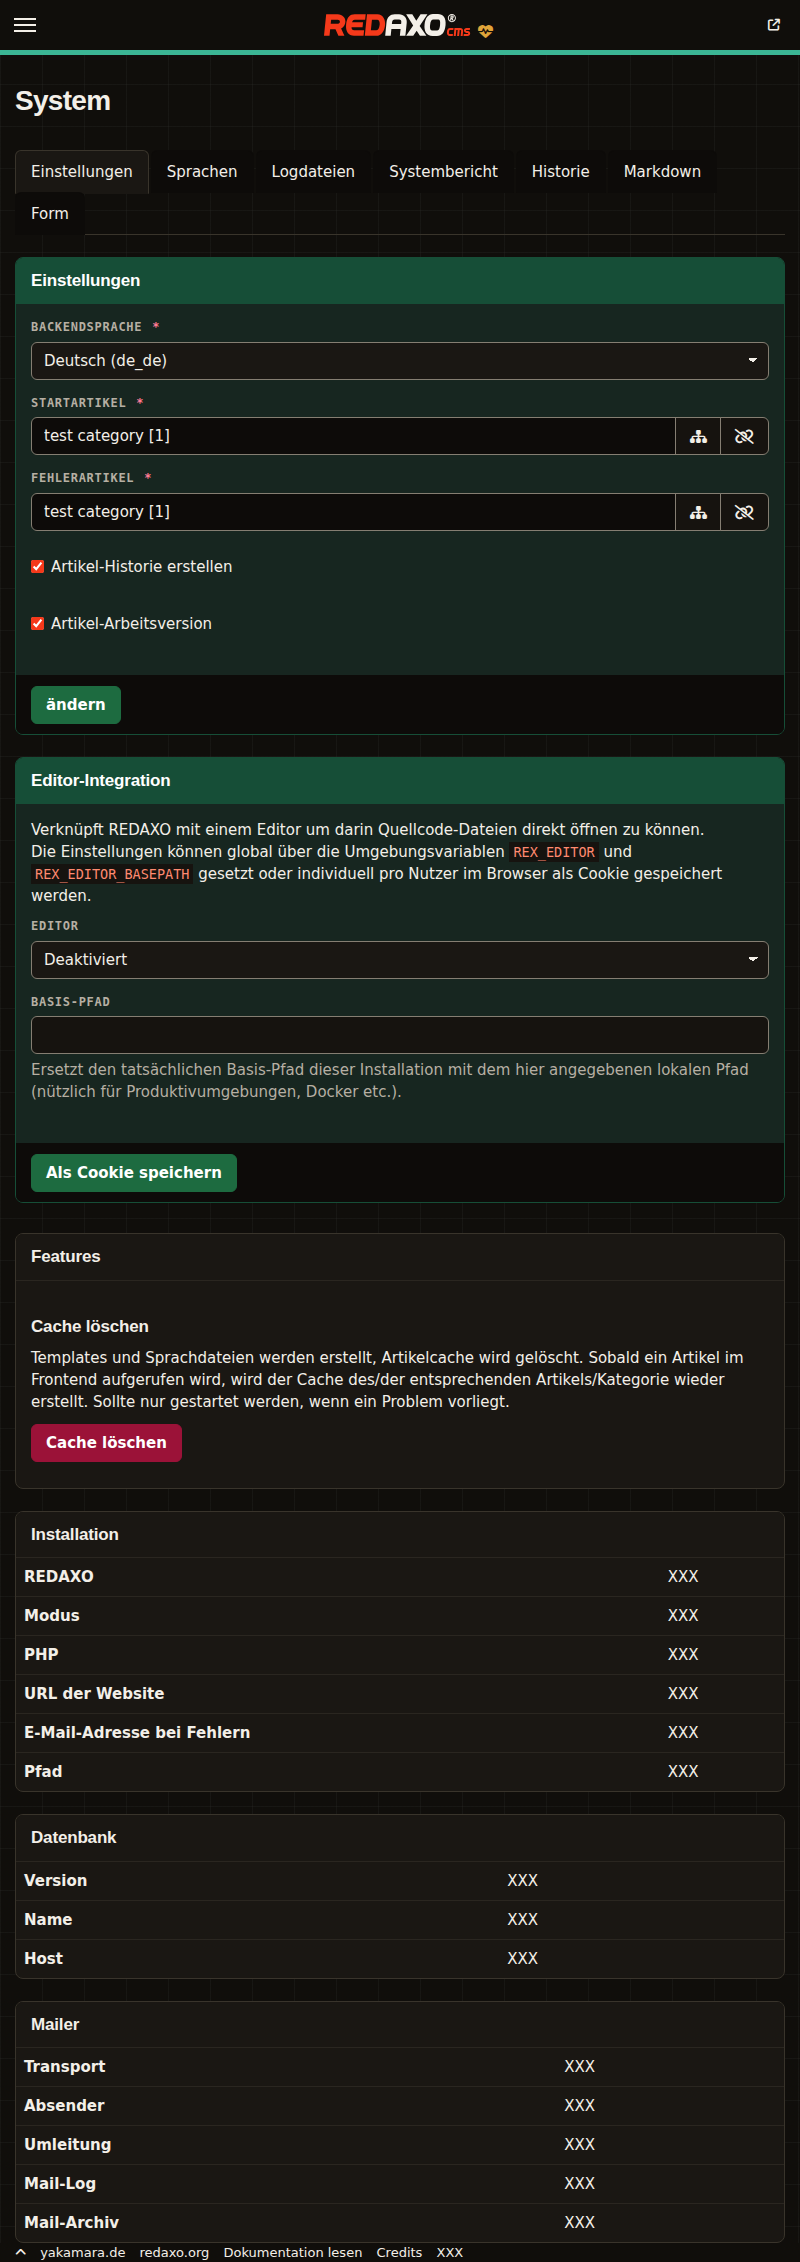 REDAXO® cms
System
Einstellungen Sprachen Logdateien Systembericht Historie Markdown
Form
Einstellungen
BACKENDSPRACHE *
Deutsch (de_de)
STARTARTIKEL *
test category [1]
FEHLERARTIKEL *
test category [1]
Artikel-Historie erstellen
Artikel-Arbeitsversion
ändern
Editor-Integration
Verknüpft REDAXO mit einem Editor um darin Quellcode-Dateien direkt öffnen zu können.
Die Einstellungen können global über die Umgebungsvariablen REX_EDITOR und
REX_EDITOR_BASEPATH gesetzt oder individuell pro Nutzer im Browser als Cookie gespeichert
werden.
EDITOR
Deaktiviert
BASIS-PFAD
Ersetzt den tatsächlichen Basis-Pfad dieser Installation mit dem hier angegebenen lokalen Pfad
(nützlich für Produktivumgebungen, Docker etc.).
Als Cookie speichern
Features
Cache löschen
Templates und Sprachdateien werden erstellt, Artikelcache wird gelöscht. Sobald ein Artikel im
Frontend aufgerufen wird, wird der Cache des/der entsprechenden Artikels/Kategorie wieder
erstellt. Sollte nur gestartet werden, wenn ein Problem vorliegt.
Cache löschen
Installation
REDAXO XXX
Modus XXX
PHP XXX
URL der Website XXX
E-Mail-Adresse bei Fehlern XXX
Pfad XXX
Datenbank
Version XXX
Name XXX
Host XXX
Mailer
Transport XXX
Absender XXX
Umleitung XXX
Mail-Log XXX
Mail-Archiv XXX
yakamara.de redaxo.org Dokumentation lesen Credits XXX